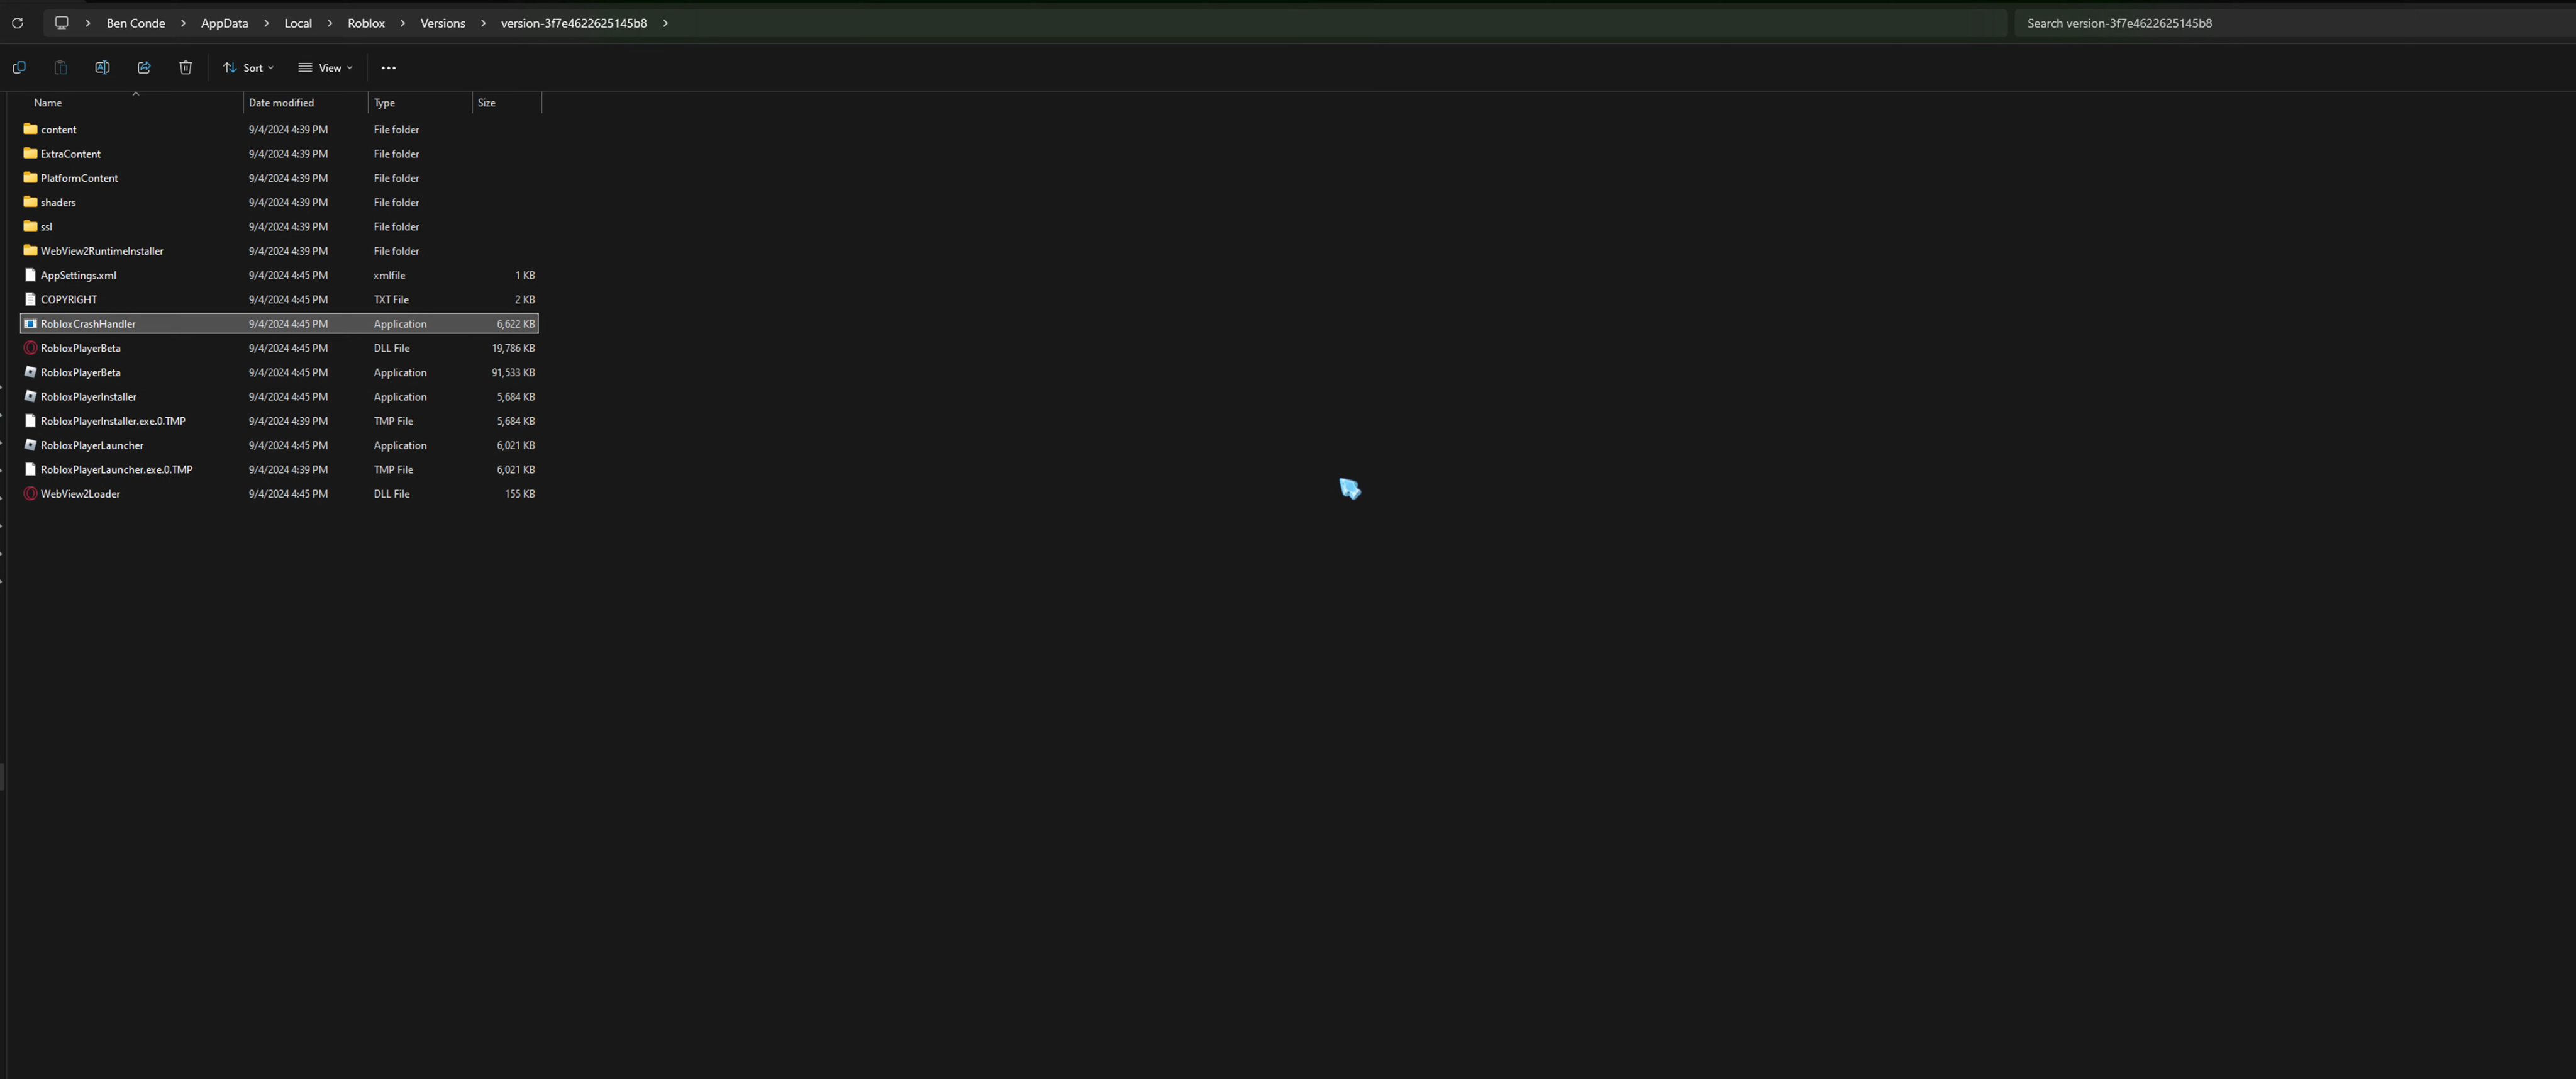 Ben Conde > AppData > Local > Roblox > Versions > version-3f7e4622625145b8 > Search version-3f7e4622625145b8
Sort View ...
Name Date modified Type Size
content 9/4/2024 4:39 PM File folder
ExtraContent 9/4/2024 4:39 PM File folder
PlatformContent 9/4/2024 4:39 PM File folder
shaders 9/4/2024 4:39 PM File folder
ssl 9/4/2024 4:39 PM File folder
WebView2RuntimeInstaller 9/4/2024 4:39 PM File folder
AppSettings.xml 9/4/2024 4:45 PM xmlfile 1 KB
COPYRIGHT 9/4/2024 4:45 PM TXT File 2 KB
RobloxCrashHandler 9/4/2024 4:45 PM Application 6,622 KB
RobloxPlayerBeta 9/4/2024 4:45 PM DLL File 19,786 KB
RobloxPlayerBeta 9/4/2024 4:45 PM Application 91,533 KB
RobloxPlayerInstaller 9/4/2024 4:45 PM Application 5,684 KB
RobloxPlayerInstaller.exe.0.TMP 9/4/2024 4:39 PM TMP File 5,684 KB
RobloxPlayerLauncher 9/4/2024 4:45 PM Application 6,021 KB
RobloxPlayerLauncher.exe.0.TMP 9/4/2024 4:39 PM TMP File 6,021 KB
WebView2Loader 9/4/2024 4:45 PM DLL File 155 KB